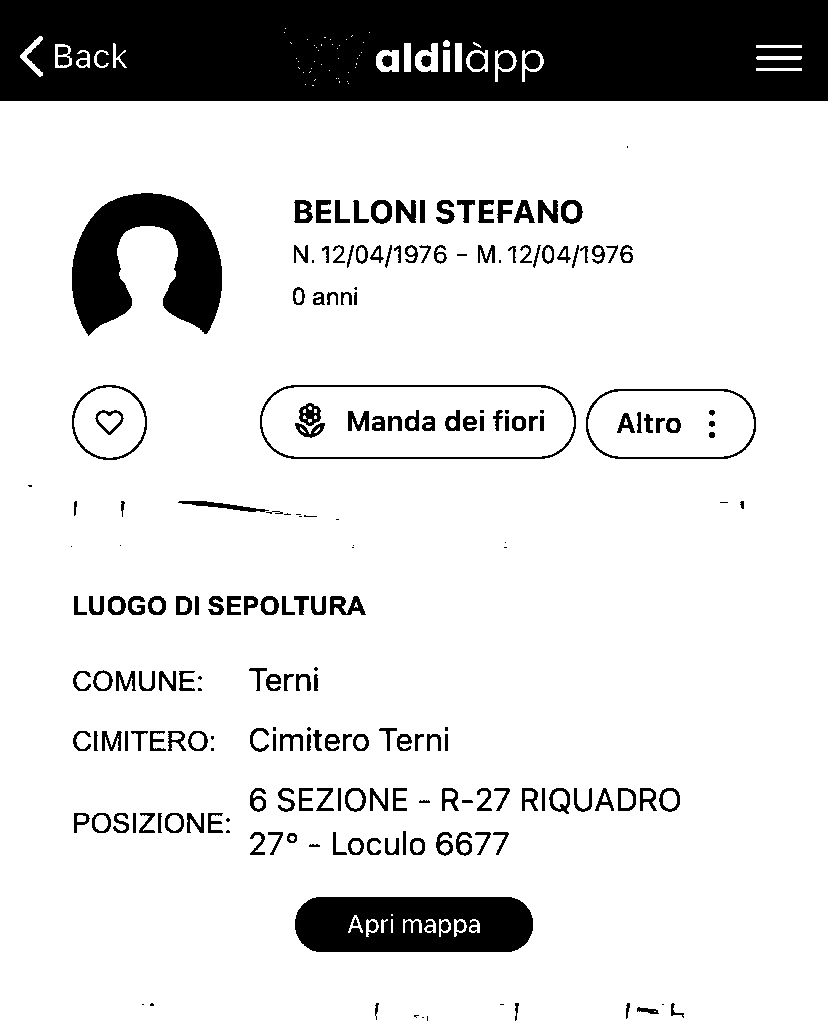 Back
aldilàpp
BELLONI STEFANO
N. 12/04/1976 – M. 12/04/1976
0 anni
Manda dei fiori
Altro
LUOGO DI SEPOLTURA
COMUNE: Terni
CIMITERO: Cimitero Terni
POSIZIONE: 6 SEZIONE - R-27 RIQUADRO
27° - Loculo 6677
Apri mappa